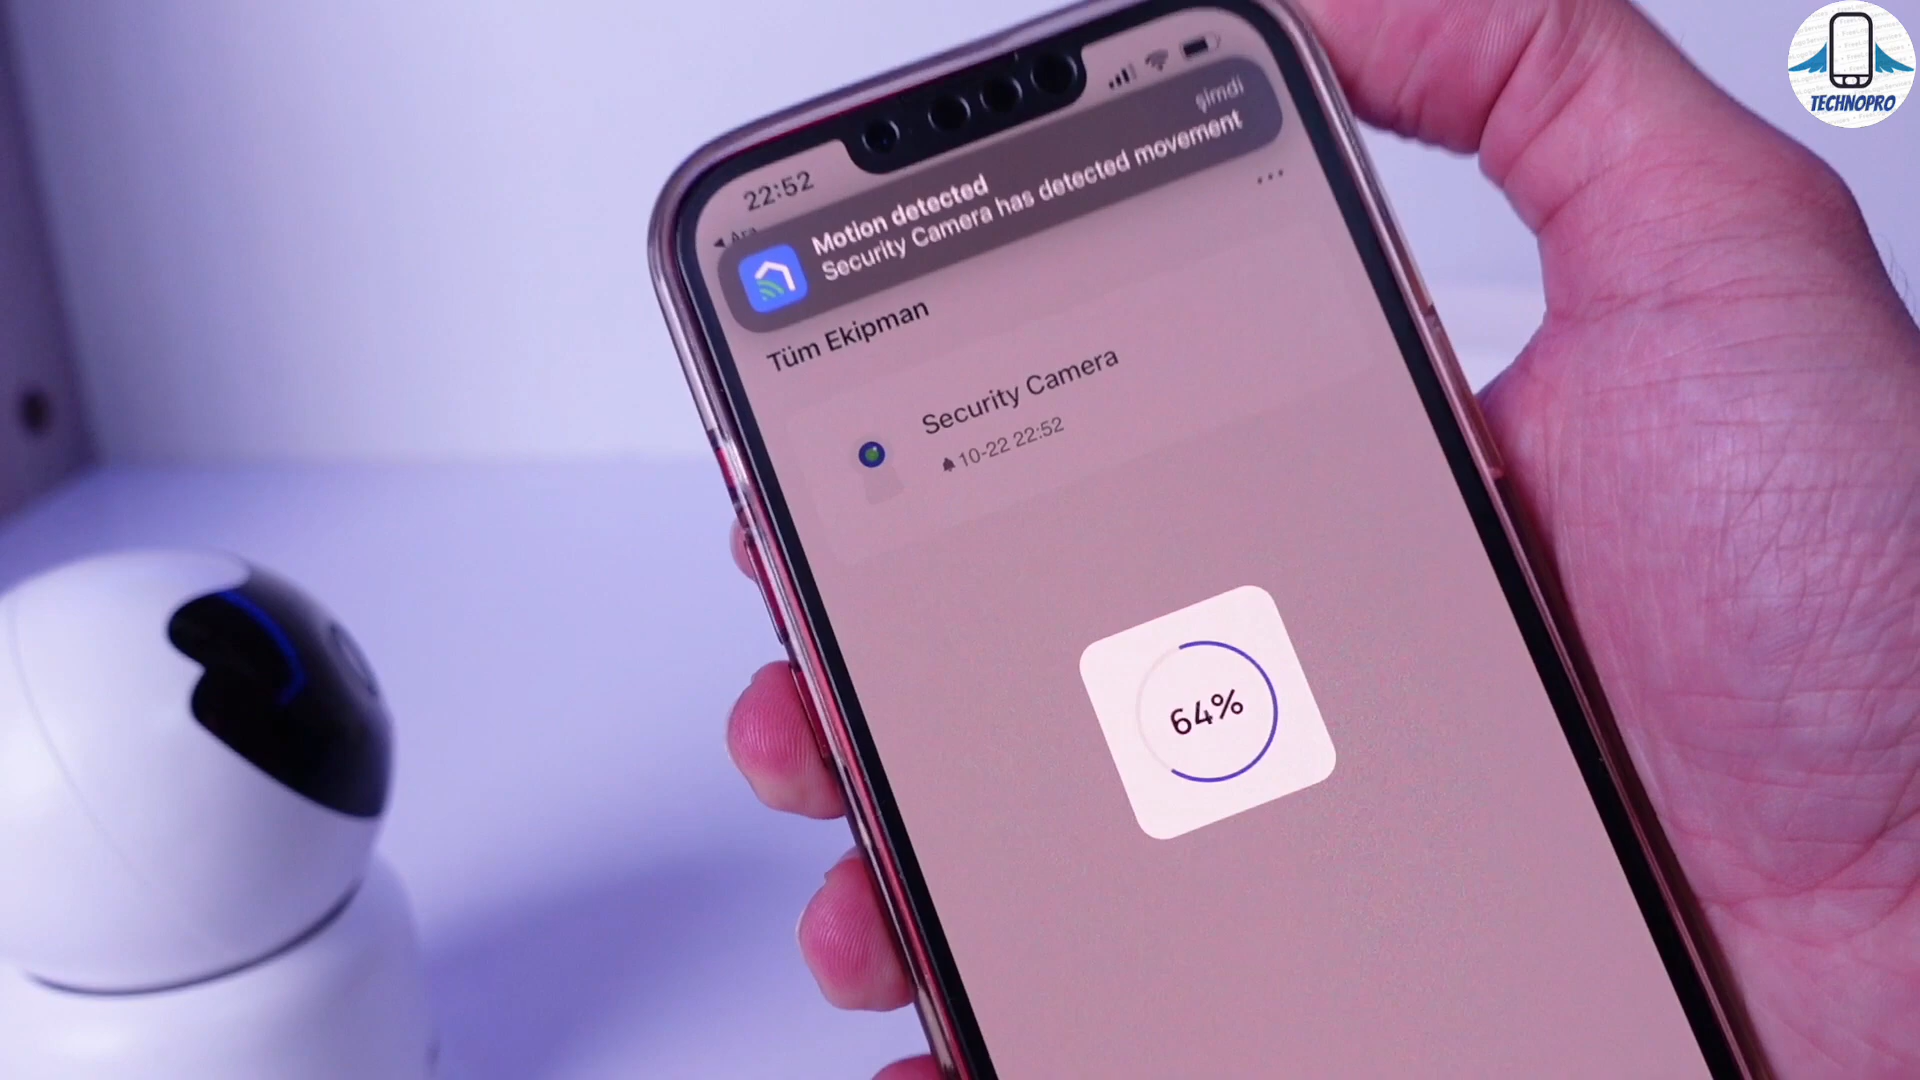 TECHNOPRO
22:52
şimdi
Motion detected
Security Camera has detected movement
Tüm Ekipman
Security Camera
10-22 22:52
64%